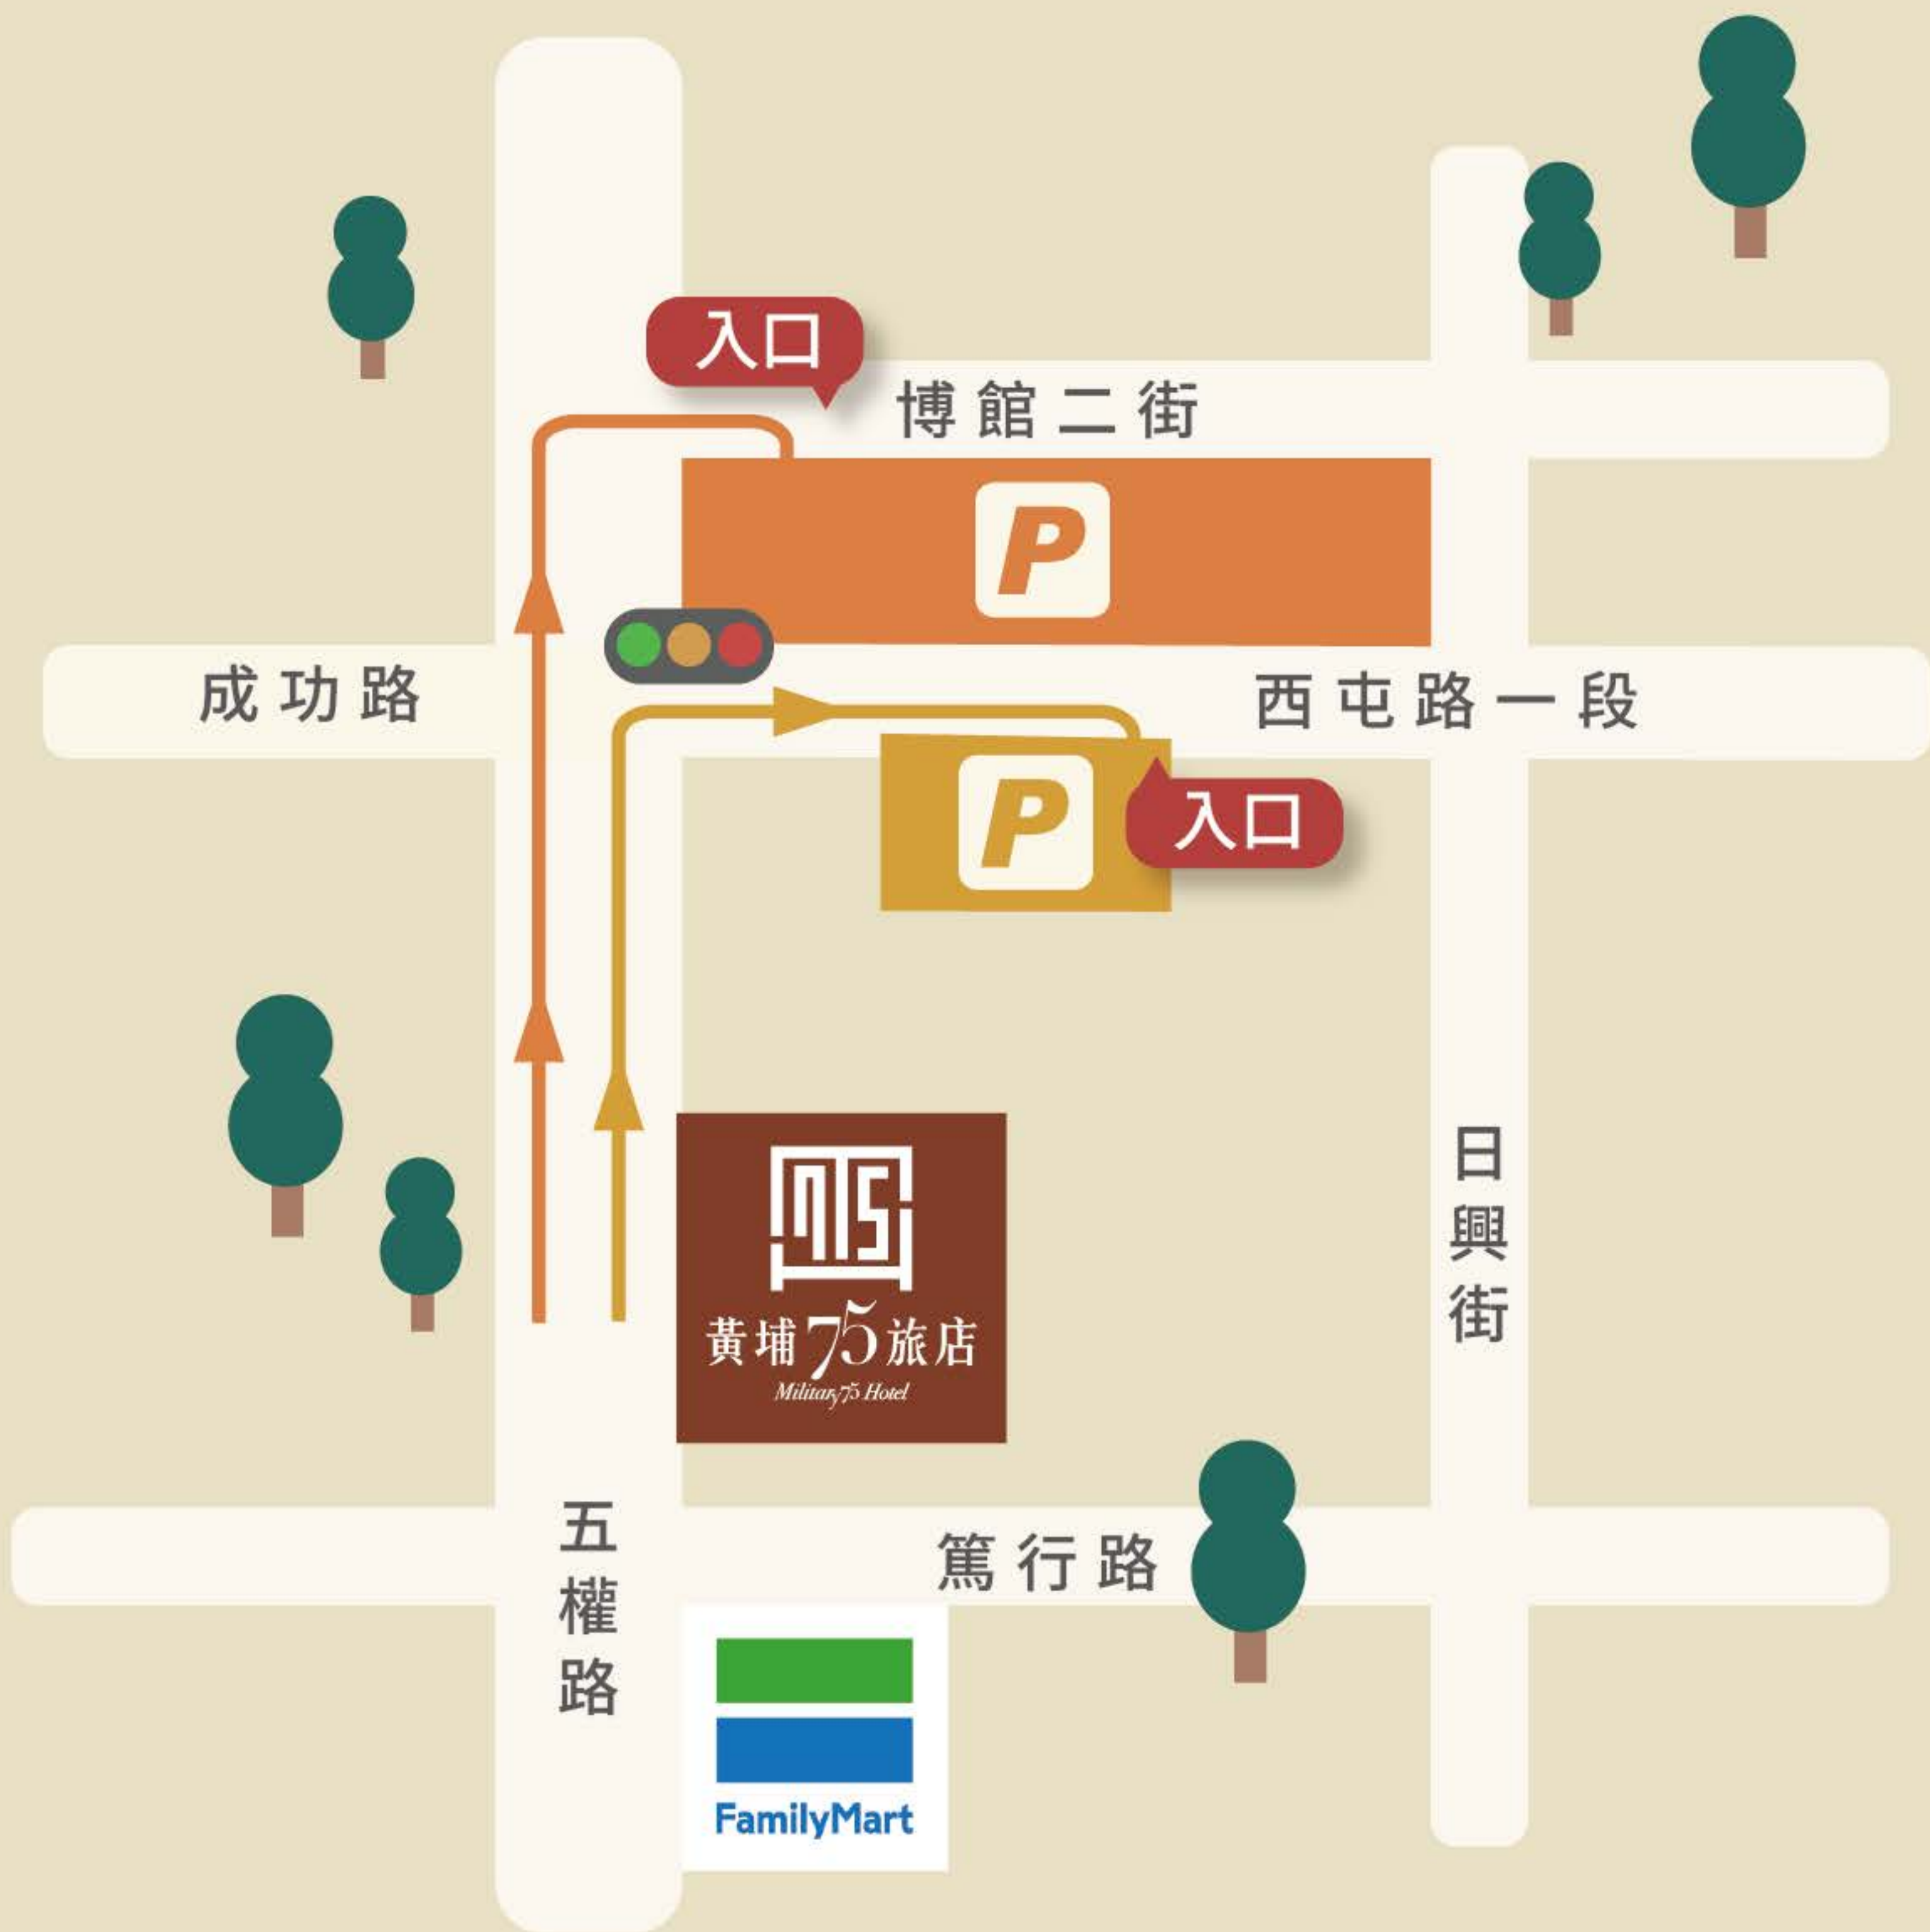 入口
博館二街
P
成功路
西屯路一段
P
入口
日興街
黃埔75旅店
Military75 Hotel
五權路
篤行路
FamilyMart